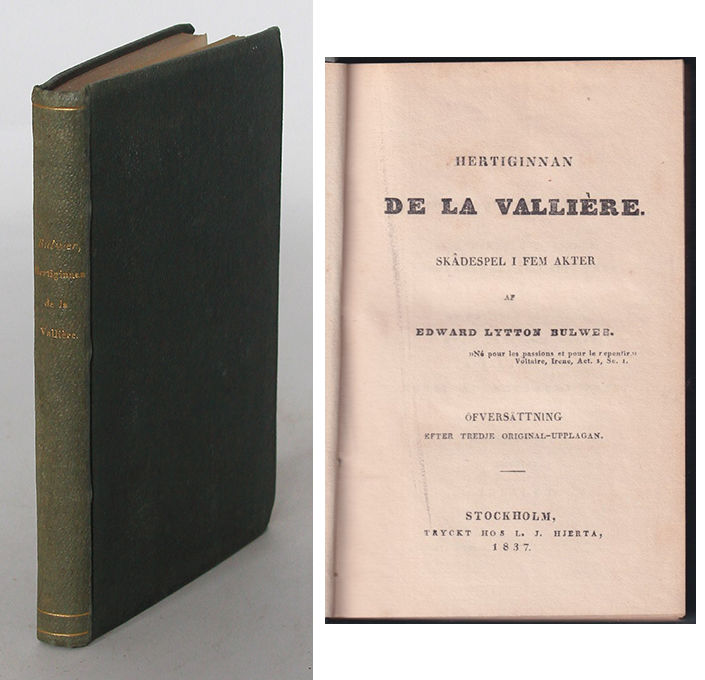 Bulwer,
Hertiginnan
de la
Vallière.
HERTIGINNAN
DE LA VALLIÈRE.
SKÅDESPEL I FEM AKTER
AF
EDWARD LYTTON BULWER.
»Né pour les passions et pour le repentir.»
Voltaire, Irene, Act. 1, Sc. 1.
ÖFVERSÄTTNING
EFTER TREDJE ORIGINAL-UPPLAGAN.
STOCKHOLM,
TRYCKT HOS L. J. HJERTA,
1837.